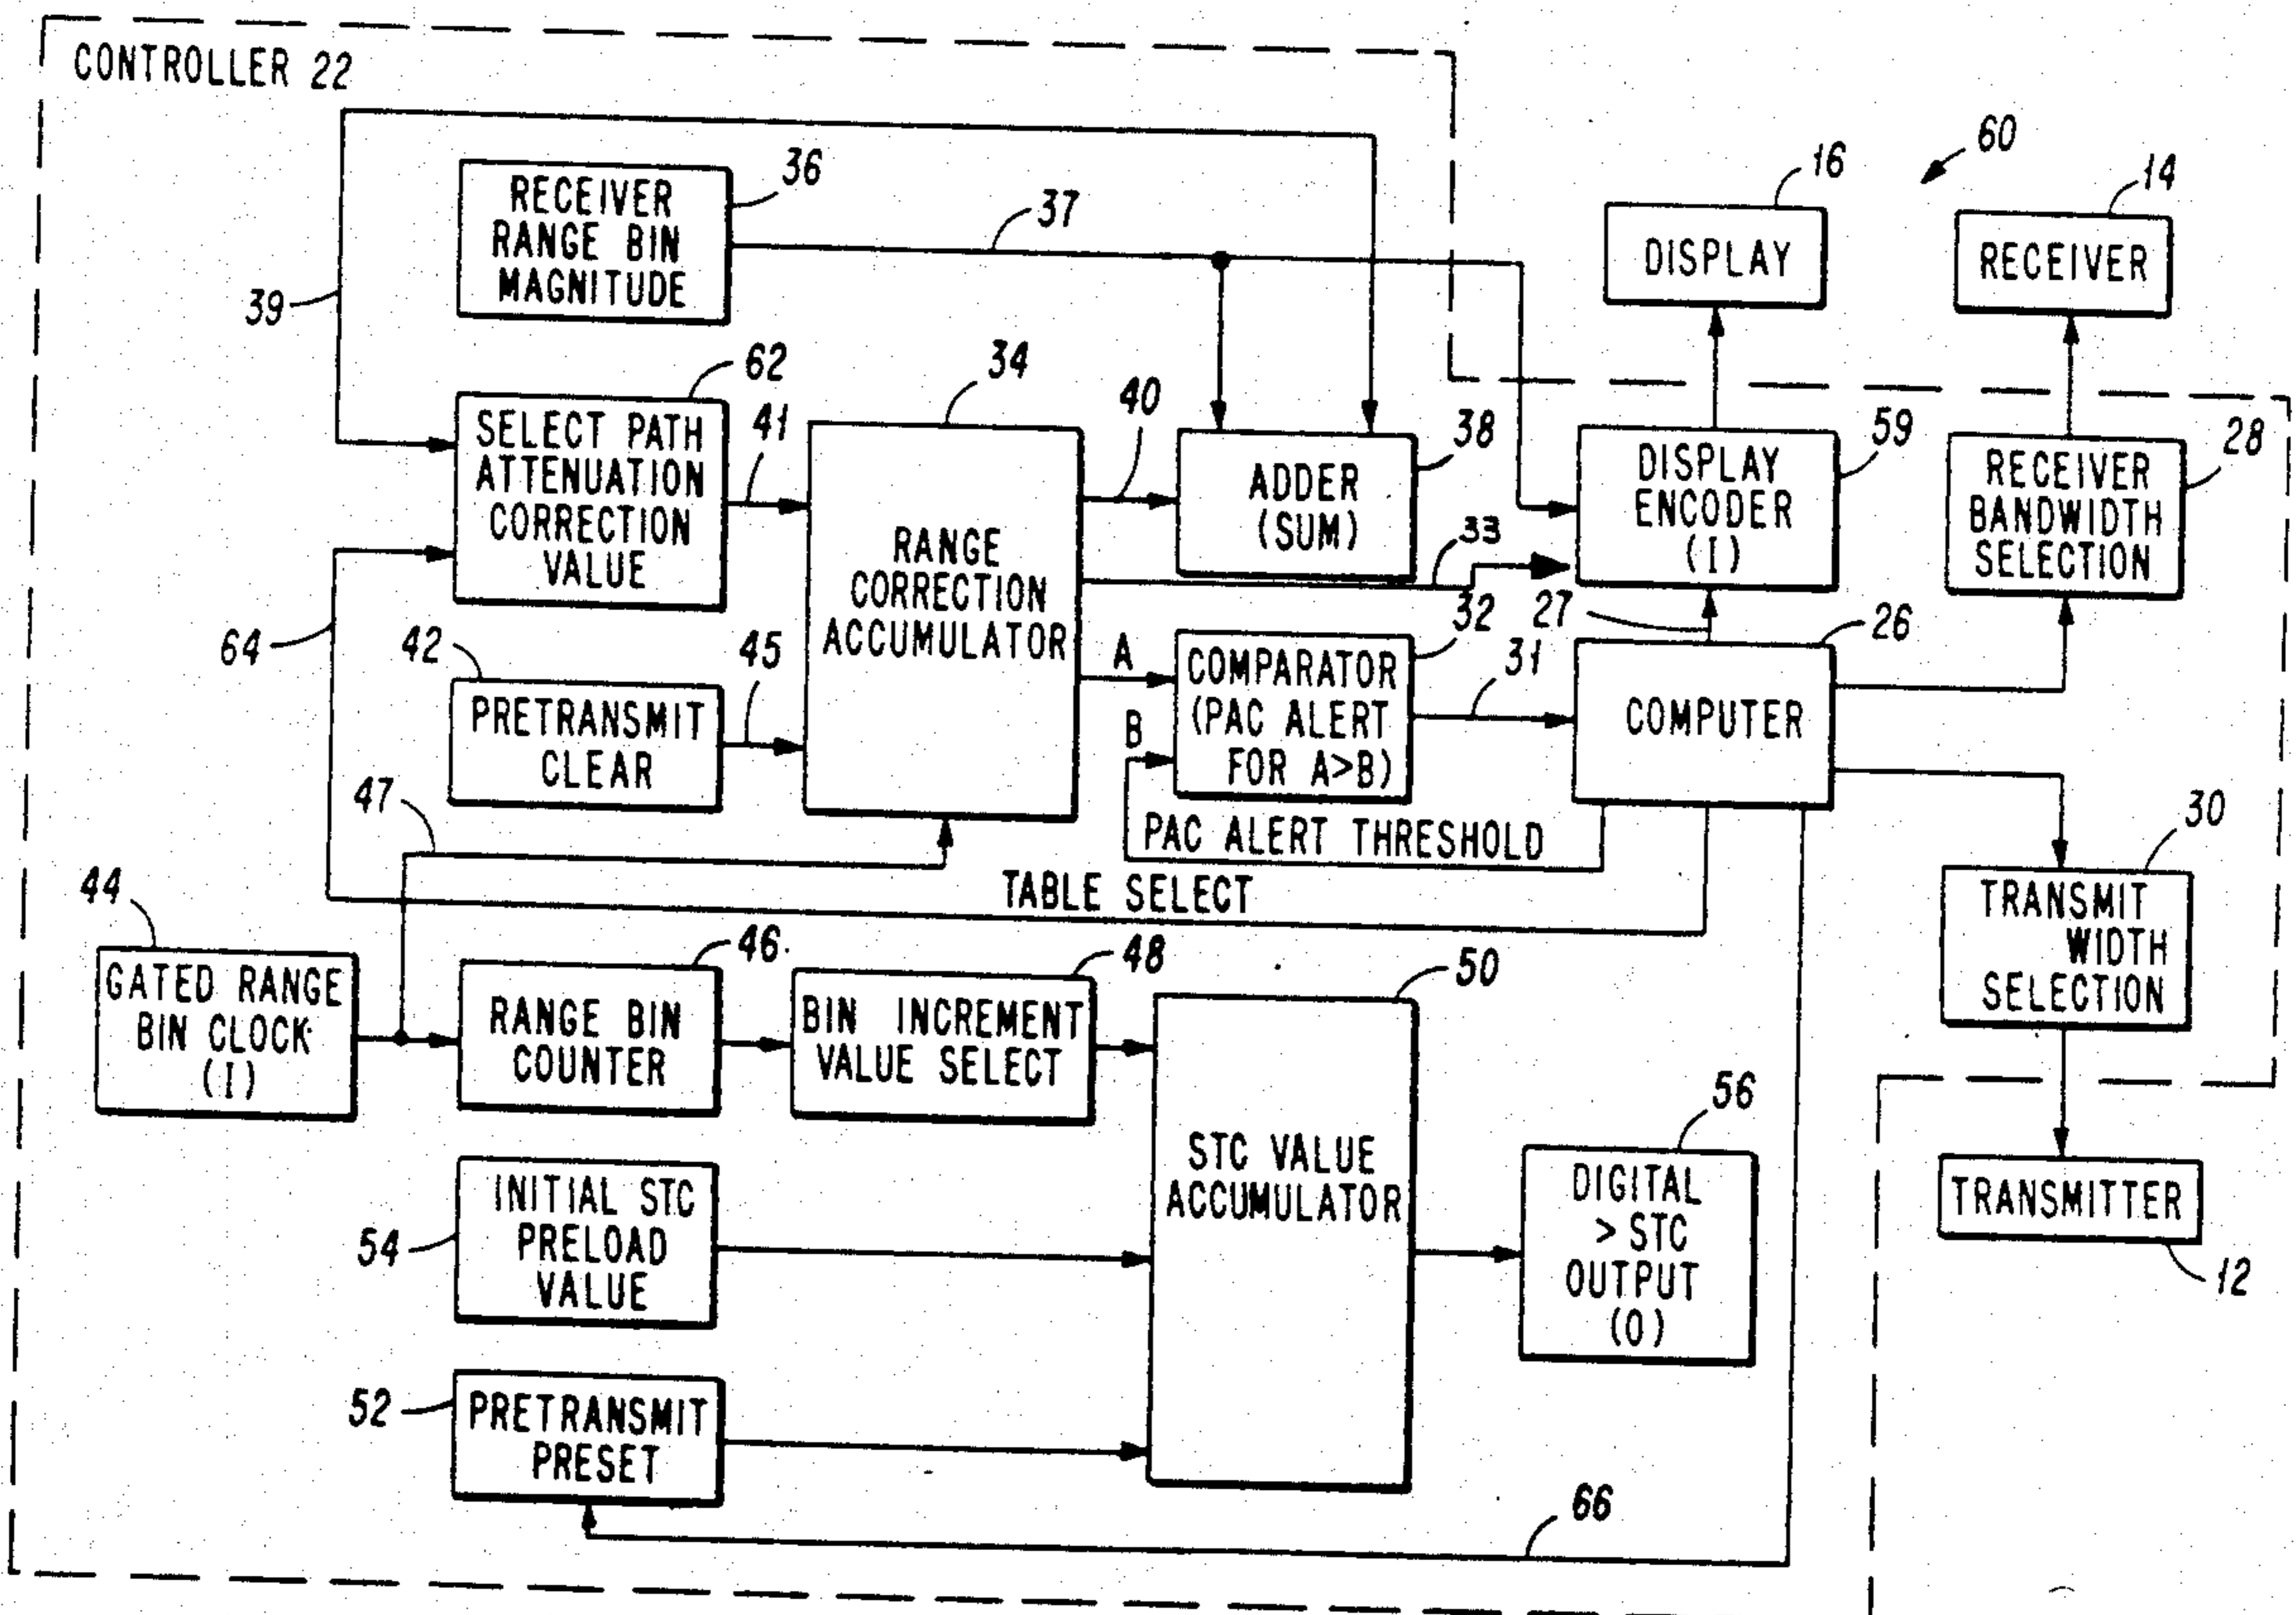 CONTROLLER 22
RECEIVER
RANGE BIN
MAGNITUDE
36
37
39
16
60
14
DISPLAY
RECEIVER
62
34
40
SELECT PATH
ATTENUATION
CORRECTION
VALUE
41
RANGE
CORRECTION
ACCUMULATOR
ADDER
(SUM)
38
33
DISPLAY
ENCODER
(I)
59
RECEIVER
BANDWIDTH
SELECTION
28
64
42
45
PRETRANSMIT
CLEAR
A
B
32
COMPARATOR
(PAC ALERT
FOR A>B)
31
27
26
COMPUTER
47
PAC ALERT THRESHOLD
TABLE SELECT
30
TRANSMIT
WIDTH
SELECTION
44
GATED RANGE
BIN CLOCK
(I)
46
RANGE BIN
COUNTER
48
BIN INCREMENT
VALUE SELECT
50
STC VALUE
ACCUMULATOR
56
DIGITAL
> STC
OUTPUT
(O)
TRANSMITTER
12
54
INITIAL STC
PRELOAD
VALUE
52
PRETRANSMIT
PRESET
66